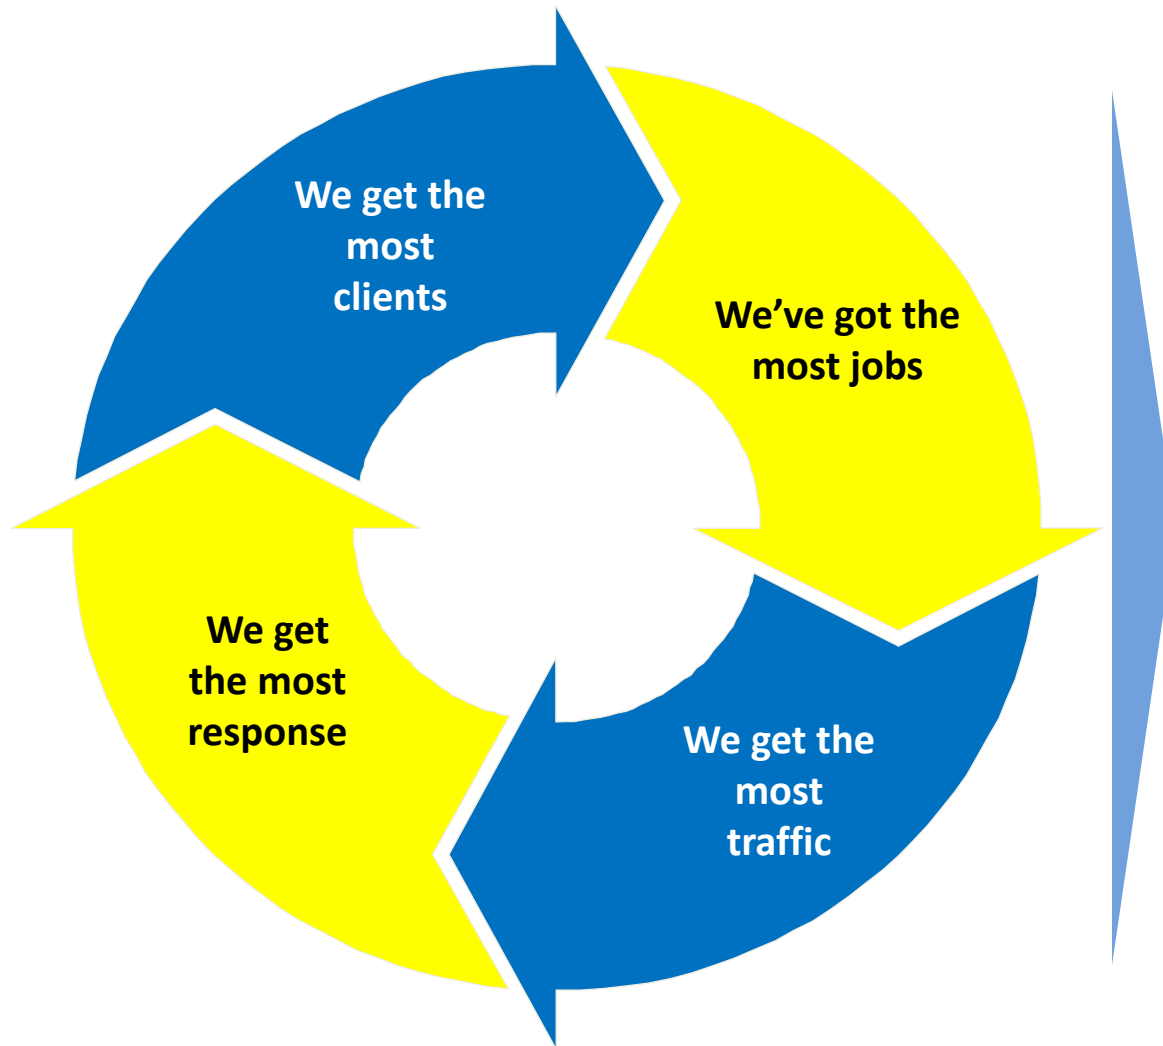 We get the
most
clients
We’ve got the
most jobs
We get the
most
traffic
We get
the most
response